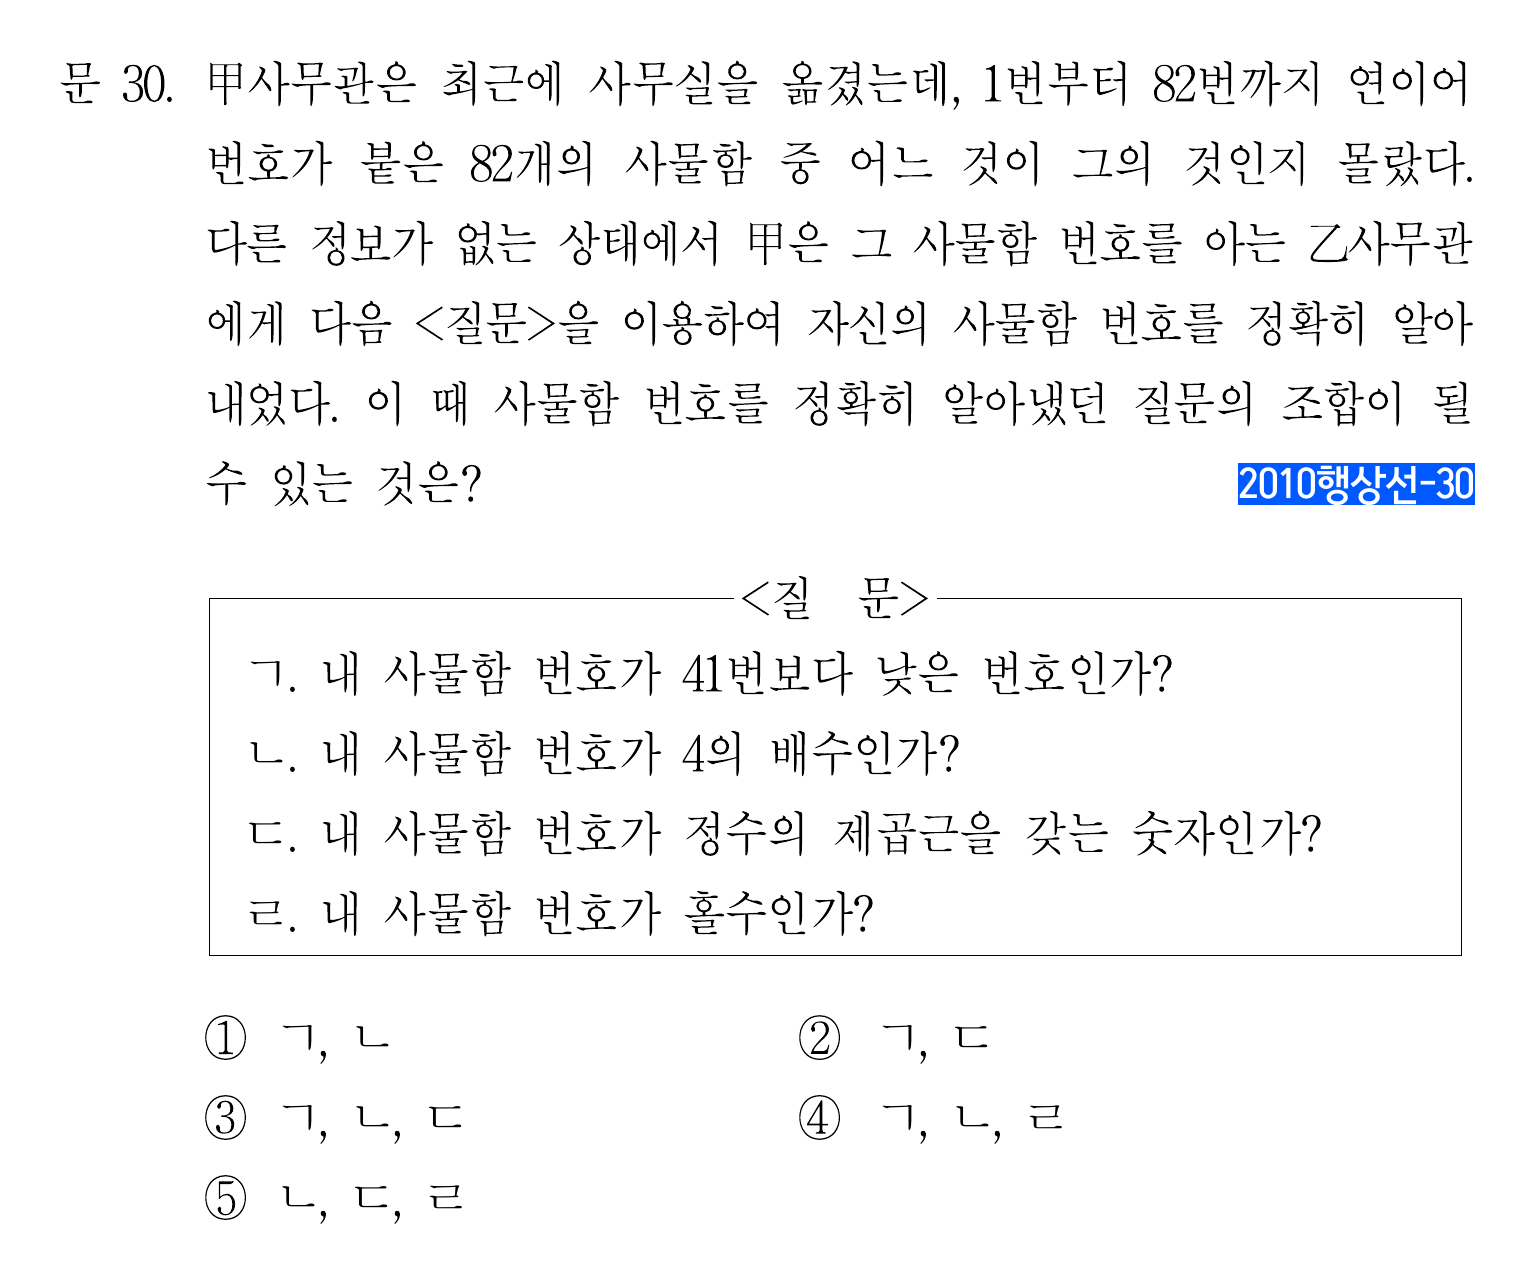 문 30. 甲사무관은 최근에 사무실을 옮겼는데, 1번부터 82번까지 연이어
번호가 붙은 82개의 사물함 중 어느 것이 그의 것인지 몰랐다.
다른 정보가 없는 상태에서 甲은 그 사물함 번호를 아는 乙사무관
에게 다음 <질문>을 이용하여 자신의 사물함 번호를 정확히 알아
내었다. 이 때 사물함 번호를 정확히 알아냈던 질문의 조합이 될
수 있는 것은? 2010행상선-30
<질 문>
ㄱ. 내 사물함 번호가 41번보다 낮은 번호인가?
ㄴ. 내 사물함 번호가 4의 배수인가?
ㄷ. 내 사물함 번호가 정수의 제곱근을 갖는 숫자인가?
ㄹ. 내 사물함 번호가 홀수인가?
① ㄱ, ㄴ ② ㄱ, ㄷ
③ ㄱ, ㄴ, ㄷ ④ ㄱ, ㄴ, ㄹ
⑤ ㄴ, ㄷ, ㄹ